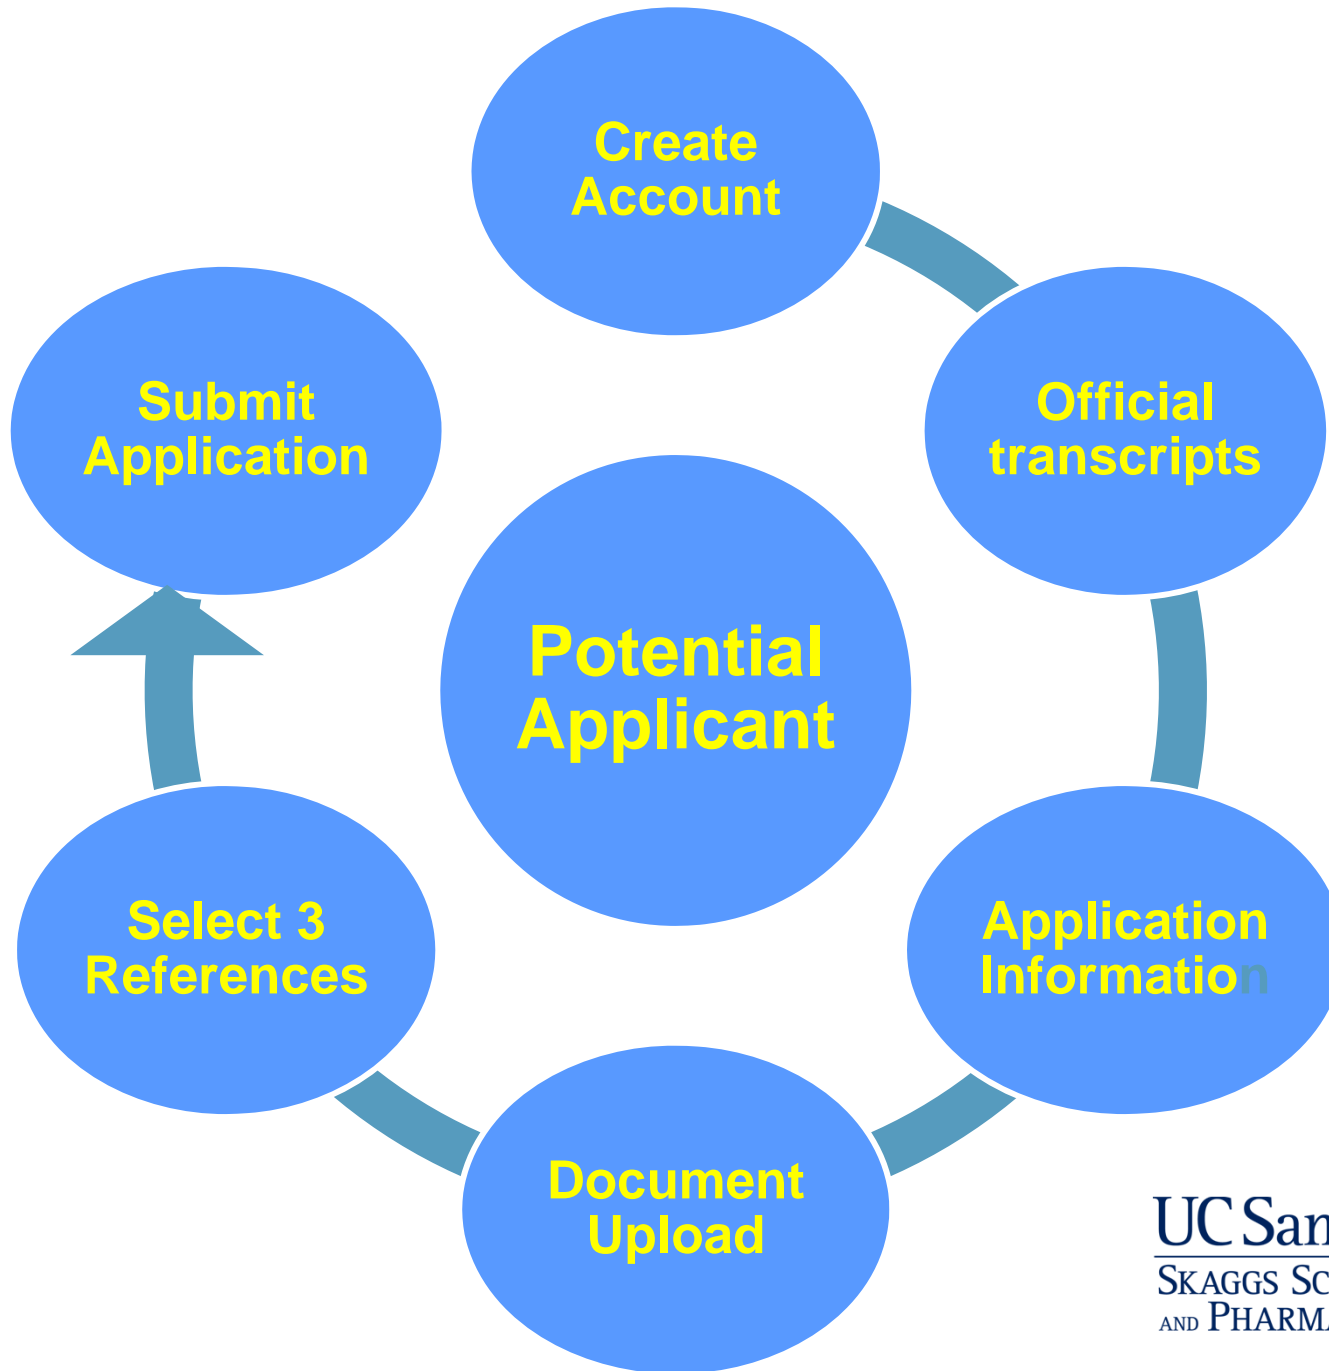 Create
Account
Official
transcripts
Application
Information
Document
Upload
Select 3
References
Submit
Application
Potential
Applicant
UC San
SKAGGS SC
AND PHARMA